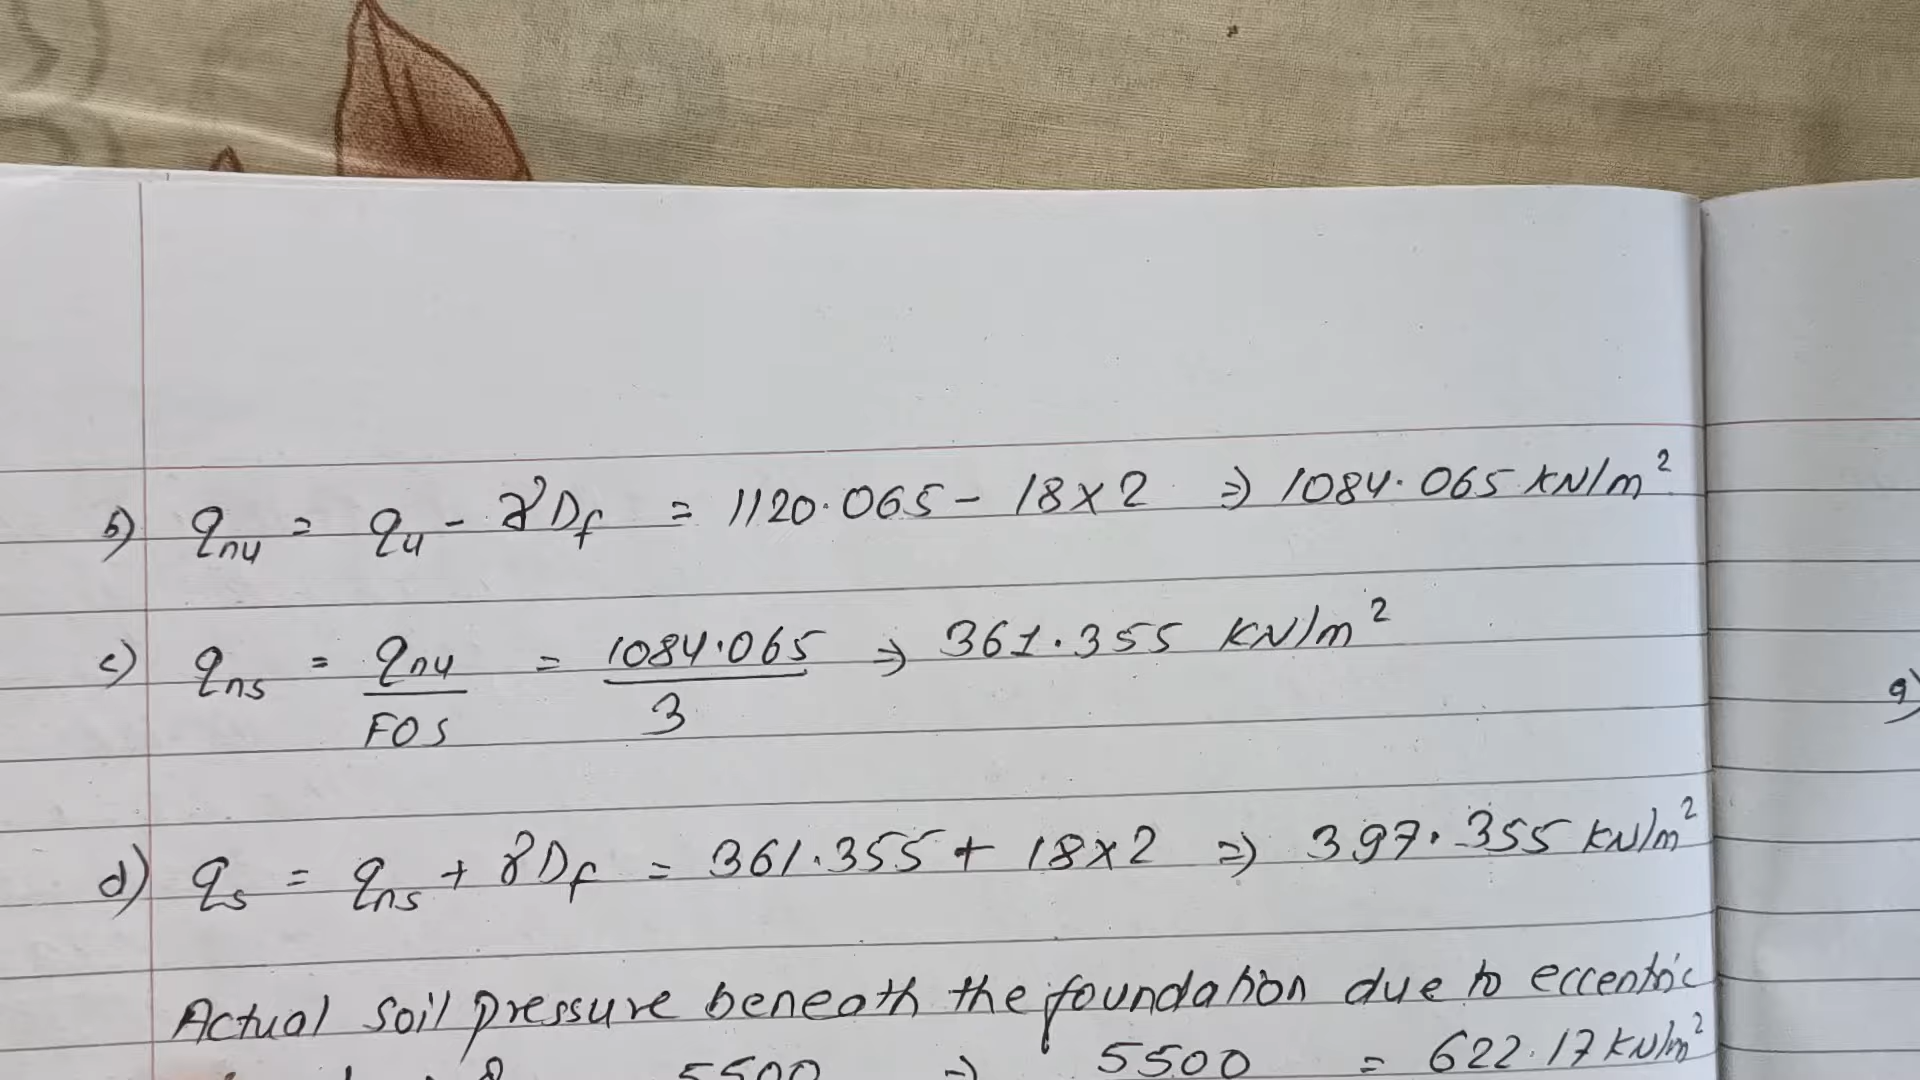 b) qnu = qu - γDf = 1120.065 - 18×2 ⇒ 1084.065 KN/m²
c) qns = qnu/FOS = 1084.065/3 ⇒ 361.355 KN/m²
d) qs = qns + γDf = 361.355 + 18×2 ⇒ 397.355 KN/m²
Actual soil pressure beneath the foundation due to eccentric
5500 ⇒ 5500 = 622.17 KN/m²
a)